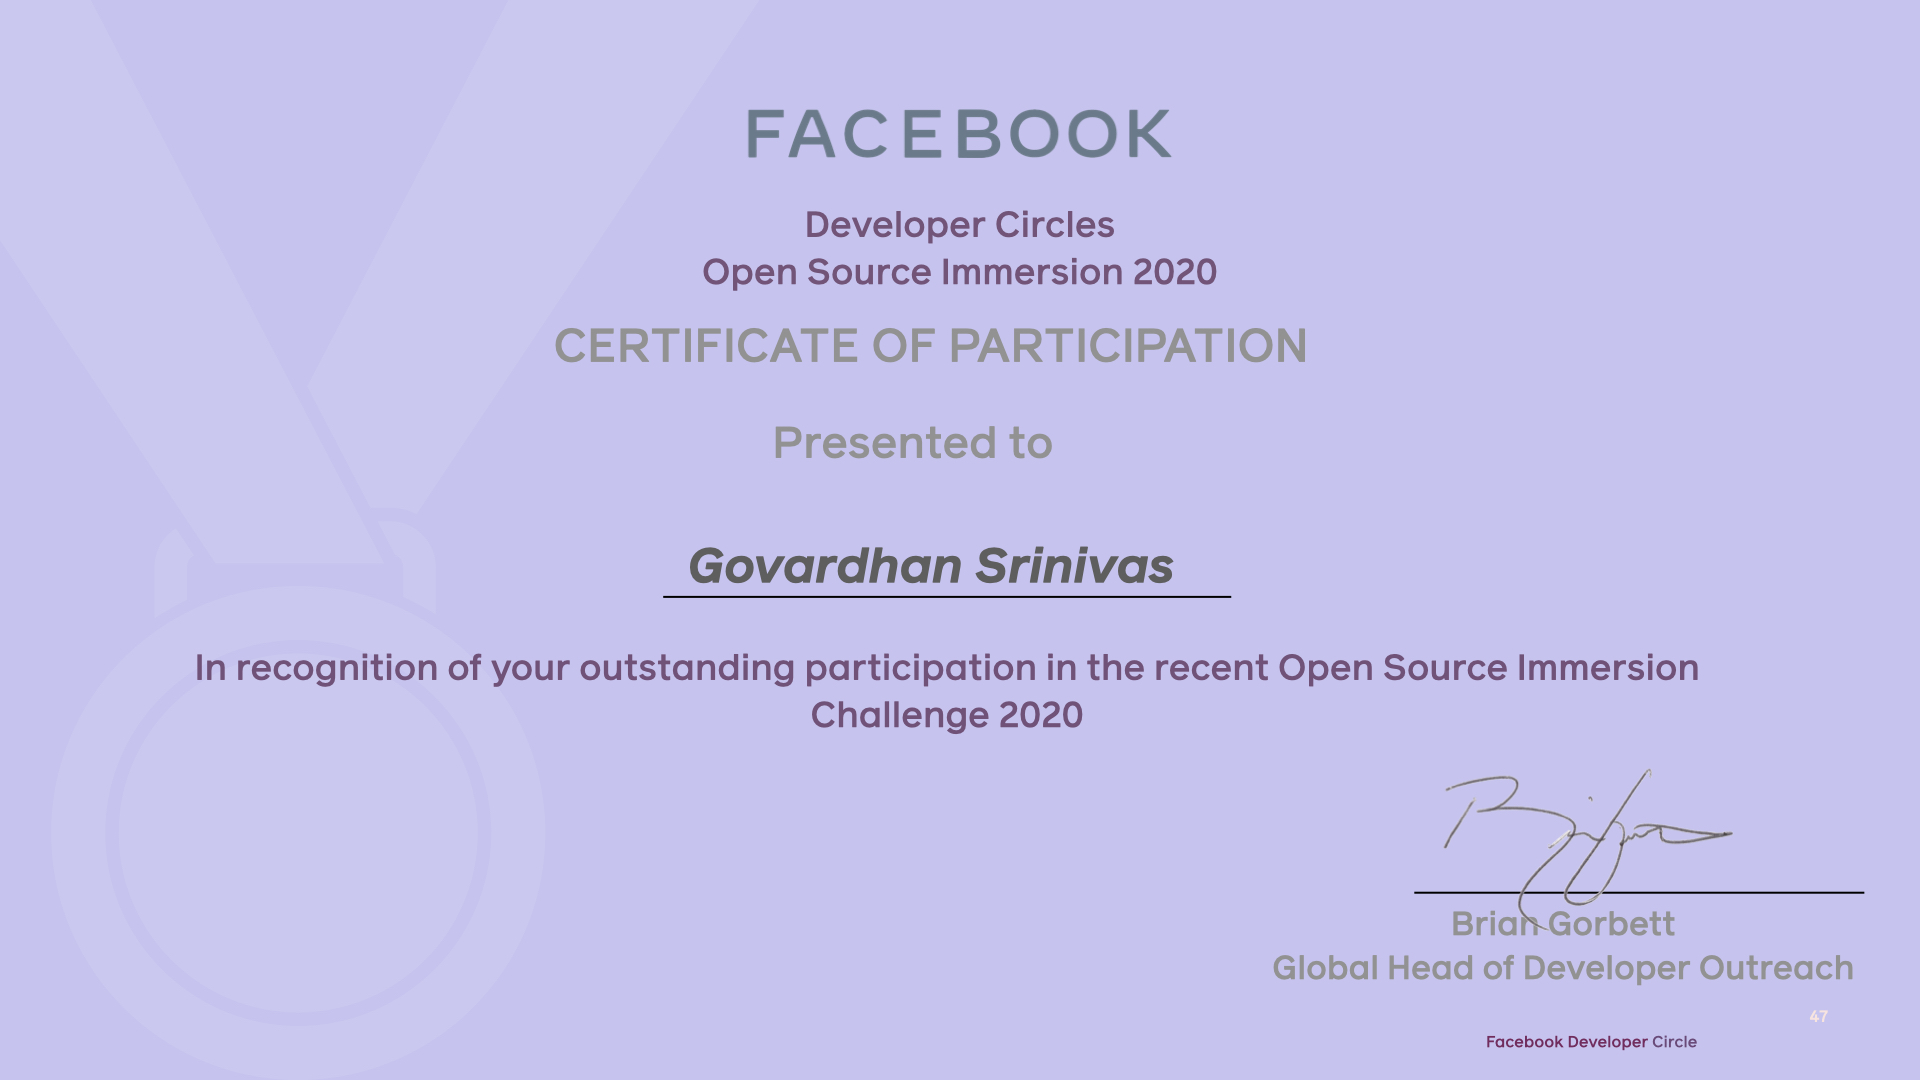 FACEBOOK
Developer Circles
Open Source Immersion 2020
CERTIFICATE OF PARTICIPATION
Presented to
Govardhan Srinivas
In recognition of your outstanding participation in the recent Open Source Immersion
Challenge 2020
Brian Gorbett
Global Head of Developer Outreach
47
Facebook Developer Circle